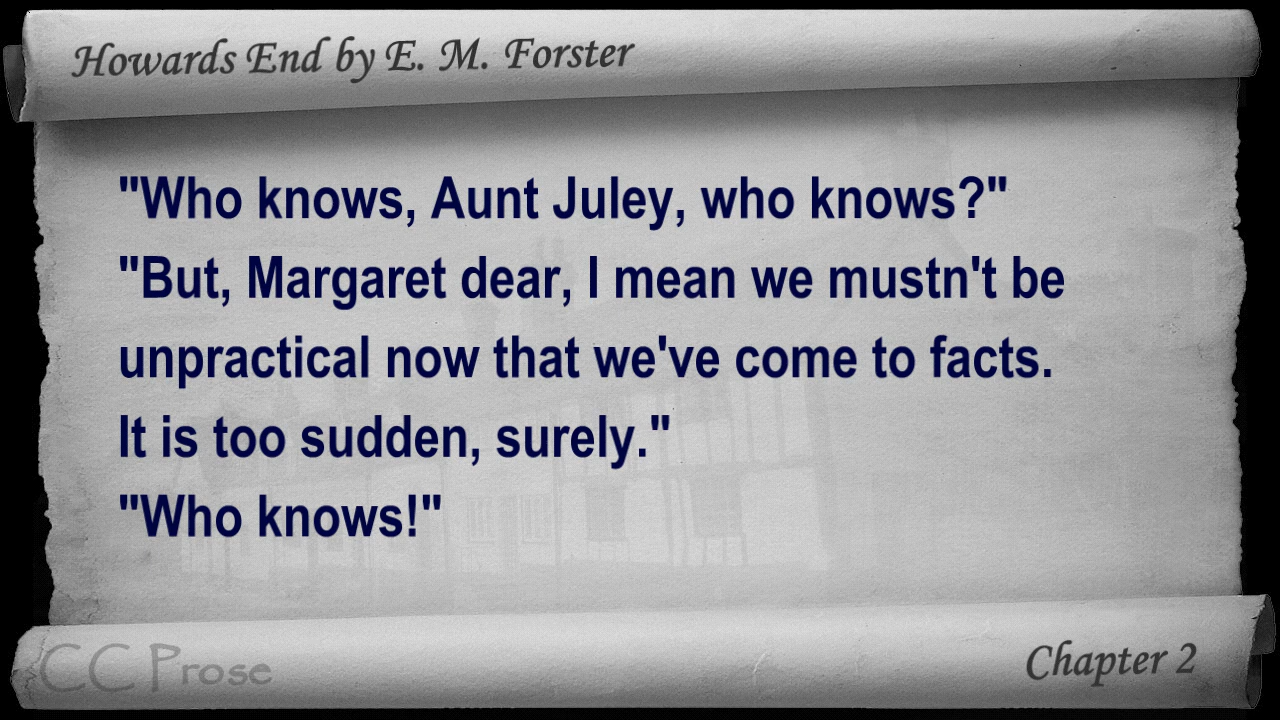 Howards End by E. M. Forster
"Who knows, Aunt Juley, who knows?"
"But, Margaret dear, I mean we mustn't be
unpractical now that we've come to facts.
It is too sudden, surely."
"Who knows!"
CC Prose
Chapter 2